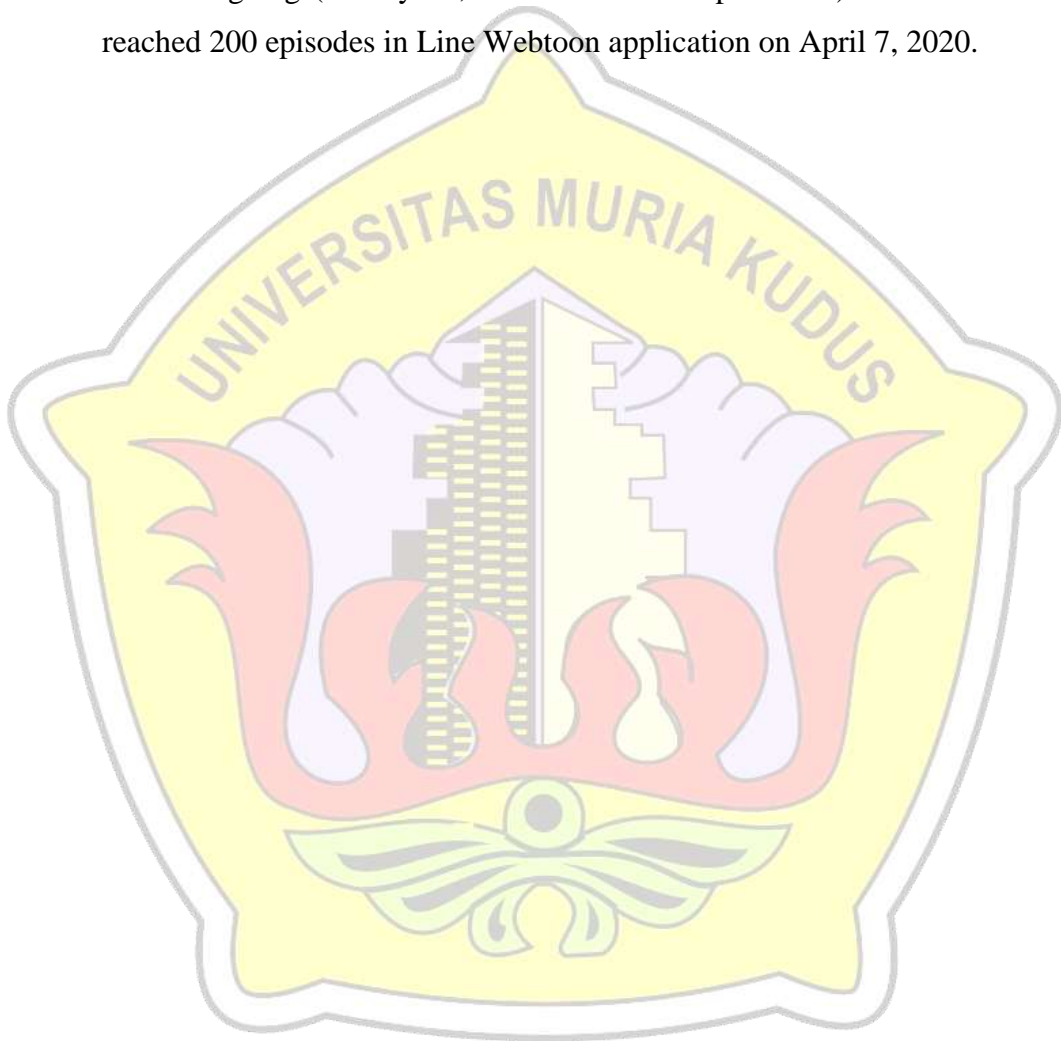 reached 200 episodes in Line Webtoon application on April 7, 2020.
UNIVERSITAS MURIA KUDUS